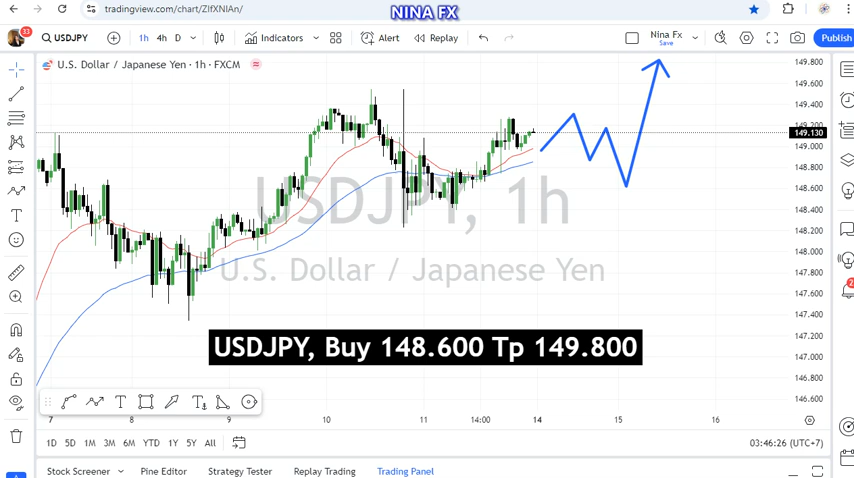 tradingview.com/chart/ZIfXNIAn/
NINA FX
33
USDJPY
1h 4h D
Indicators
Alert
Replay
Nina Fx
Save
Publish
U.S. Dollar / Japanese Yen · 1h · FXCM
USDJPY, 1h
U.S. Dollar / Japanese Yen
149.800
149.600
149.400
149.200
149.130
149.000
148.800
148.600
148.400
148.200
148.000
147.800
147.600
147.400
147.200
147.000
146.800
146.600
USDJPY, Buy 148.600 Tp 149.800
7 8 9 10 11 14:00 14 15 16
1D 5D 1M 3M 6M YTD 1Y 5Y All
03:46:26 (UTC+7)
Stock Screener Pine Editor Strategy Tester Replay Trading Trading Panel